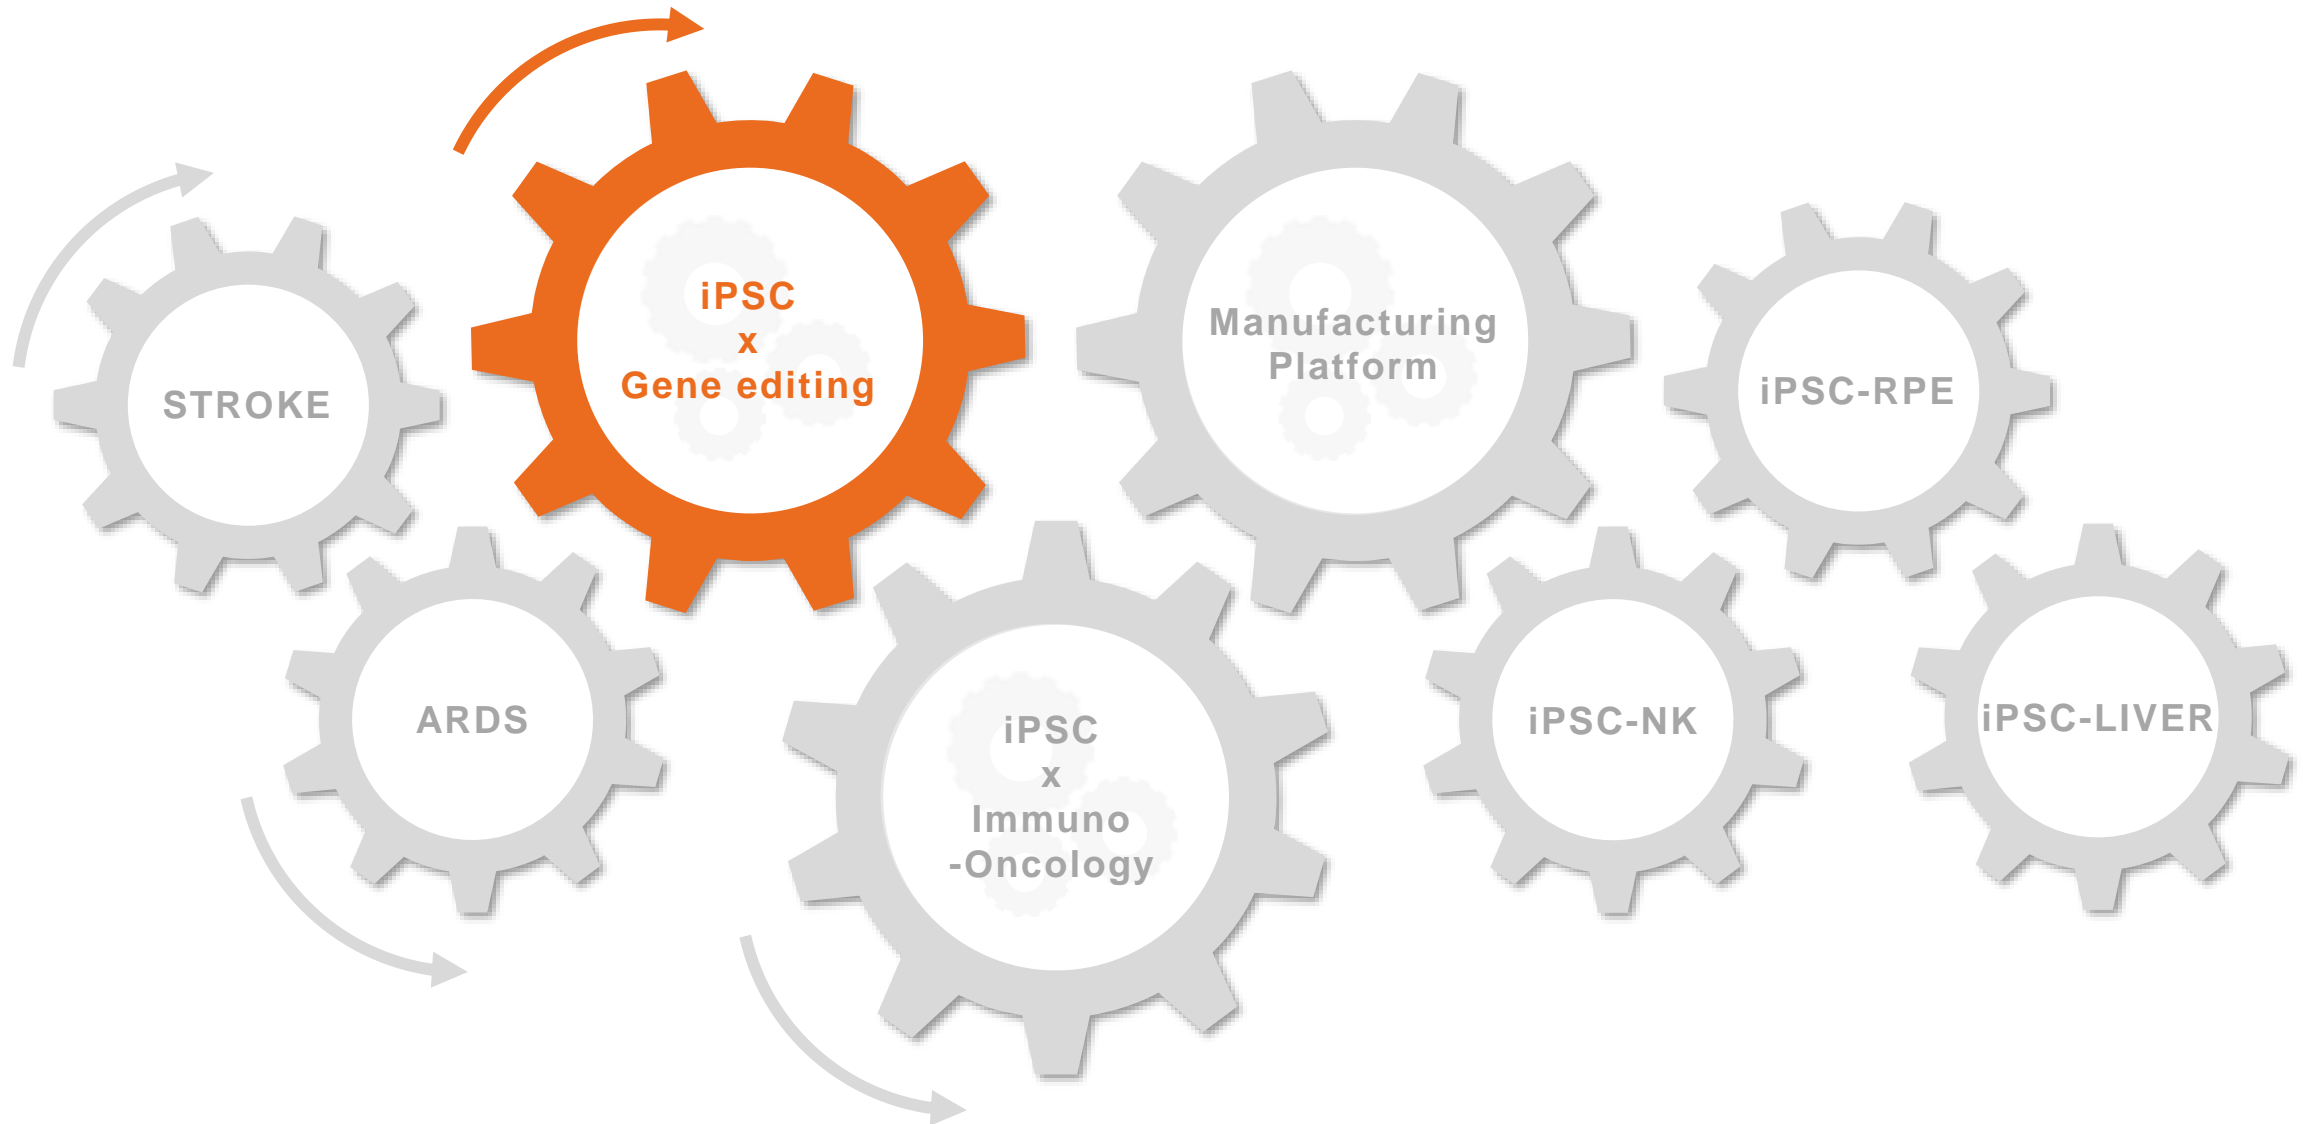 STROKE
iPSC
x
Gene editing
Manufacturing
Platform
iPSC-RPE
ARDS
iPSC
x
Immuno
-Oncology
iPSC-NK
iPSC-LIVER